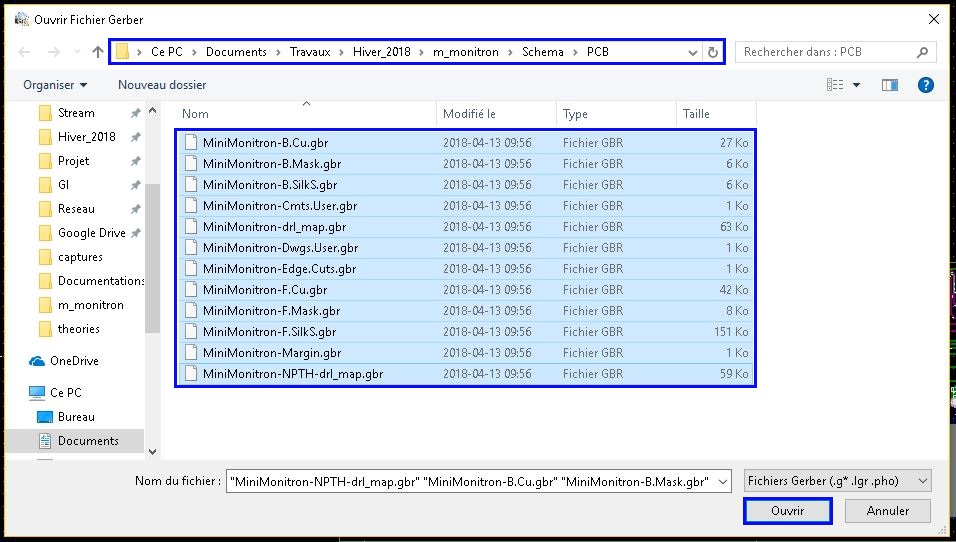 Ouvrir Fichier Gerber
Ce PC > Documents > Travaux > Hiver_2018 > m_monitron > Schema > PCB
Rechercher dans : PCB
Organiser
Nouveau dossier
?
Stream
Hiver_2018
Projet
GI
Reseau
Google Drive
captures
Documentations
m_monitron
theories
OneDrive
Ce PC
Bureau
Documents
Nom Modifié le Type Taille
MiniMonitron-B.Cu.gbr 2018-04-13 09:56 Fichier GBR 27 Ko
MiniMonitron-B.Mask.gbr 2018-04-13 09:56 Fichier GBR 6 Ko
MiniMonitron-B.SilkS.gbr 2018-04-13 09:56 Fichier GBR 6 Ko
MiniMonitron-Cmts.User.gbr 2018-04-13 09:56 Fichier GBR 1 Ko
MiniMonitron-drl_map.gbr 2018-04-13 09:56 Fichier GBR 63 Ko
MiniMonitron-Dwgs.User.gbr 2018-04-13 09:56 Fichier GBR 1 Ko
MiniMonitron-Edge.Cuts.gbr 2018-04-13 09:56 Fichier GBR 1 Ko
MiniMonitron-F.Cu.gbr 2018-04-13 09:56 Fichier GBR 42 Ko
MiniMonitron-F.Mask.gbr 2018-04-13 09:56 Fichier GBR 8 Ko
MiniMonitron-F.SilkS.gbr 2018-04-13 09:56 Fichier GBR 151 Ko
MiniMonitron-Margin.gbr 2018-04-13 09:56 Fichier GBR 1 Ko
MiniMonitron-NPTH-drl_map.gbr 2018-04-13 09:56 Fichier GBR 59 Ko
Nom du fichier : "MiniMonitron-NPTH-drl_map.gbr" "MiniMonitron-B.Cu.gbr" "MiniMonitron-B.Mask.gbr"
Fichiers Gerber (.g* .lgr .pho)
Ouvrir
Annuler